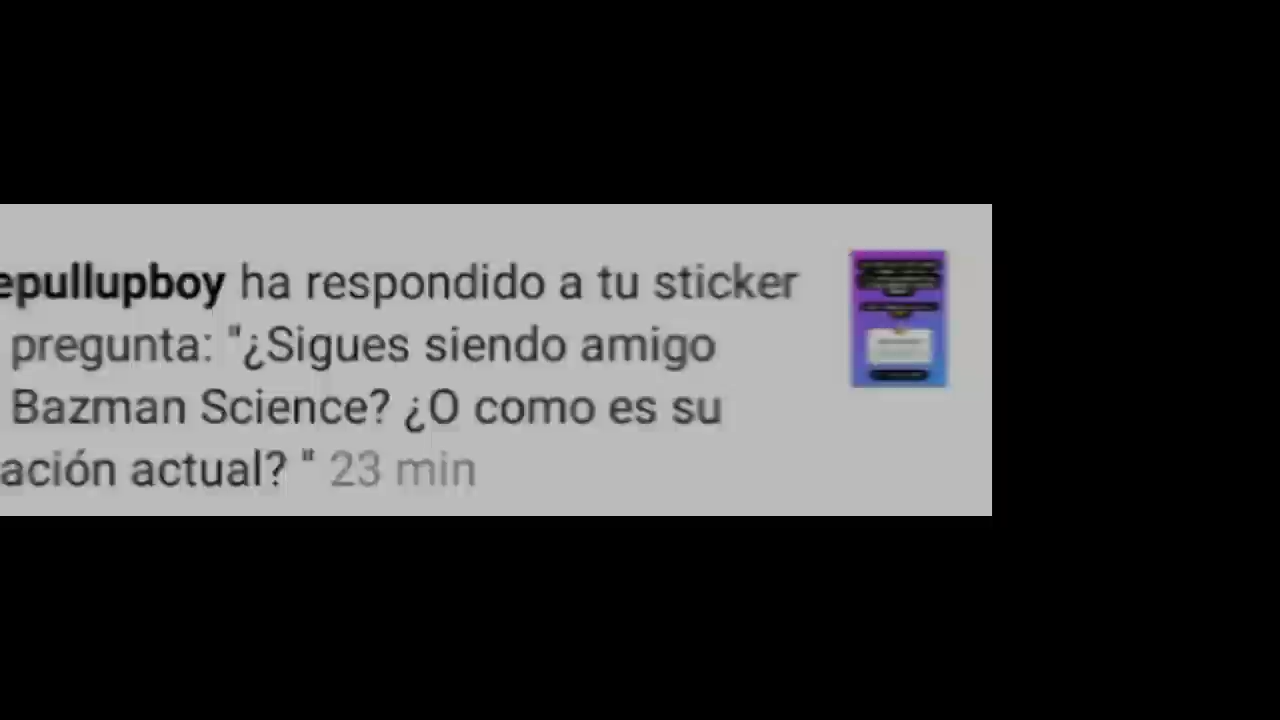 epullupboy ha respondido a tu sticker
pregunta: "¿Sigues siendo amigo
Bazman Science? ¿O como es su
ación actual? " 23 min